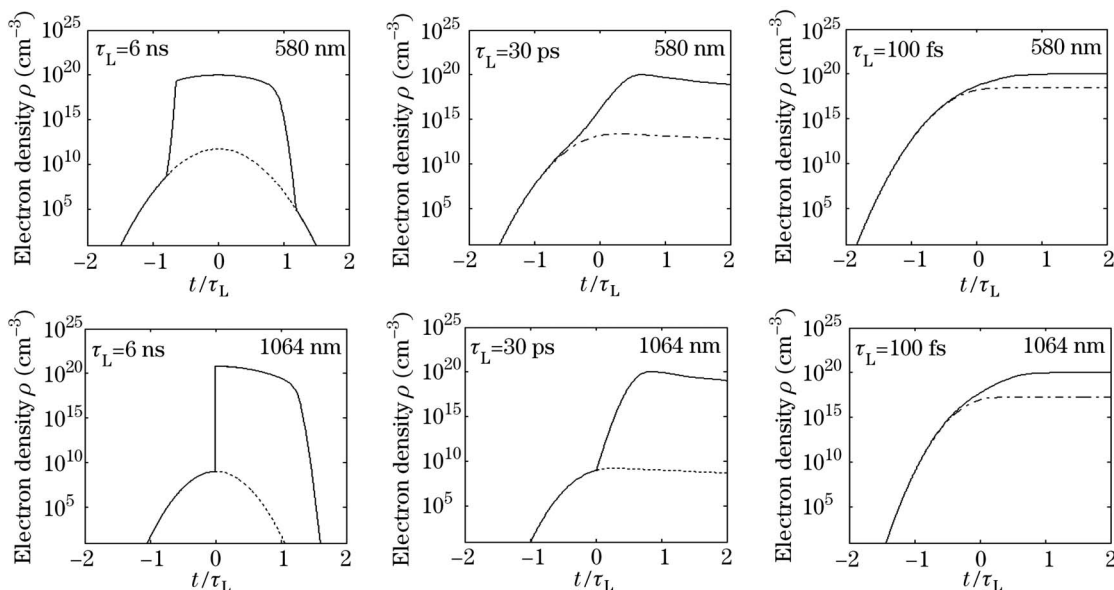 Electron density ρ (cm⁻³)
10²⁵
10²⁰
10¹⁵
10¹⁰
10⁵
τL=6 ns
580 nm
−2 −1 0 1 2
t/τL
Electron density ρ (cm⁻³)
10²⁵
10²⁰
10¹⁵
10¹⁰
10⁵
τL=30 ps
580 nm
−2 −1 0 1 2
t/τL
Electron density ρ (cm⁻³)
10²⁵
10²⁰
10¹⁵
10¹⁰
10⁵
τL=100 fs
580 nm
−2 −1 0 1 2
t/τL
Electron density ρ (cm⁻³)
10²⁵
10²⁰
10¹⁵
10¹⁰
10⁵
τL=6 ns
1064 nm
−2 −1 0 1 2
t/τL
Electron density ρ (cm⁻³)
10²⁵
10²⁰
10¹⁵
10¹⁰
10⁵
τL=30 ps
1064 nm
−2 −1 0 1 2
t/τL
Electron density ρ (cm⁻³)
10²⁵
10²⁰
10¹⁵
10¹⁰
10⁵
τL=100 fs
1064 nm
−2 −1 0 1 2
t/τL